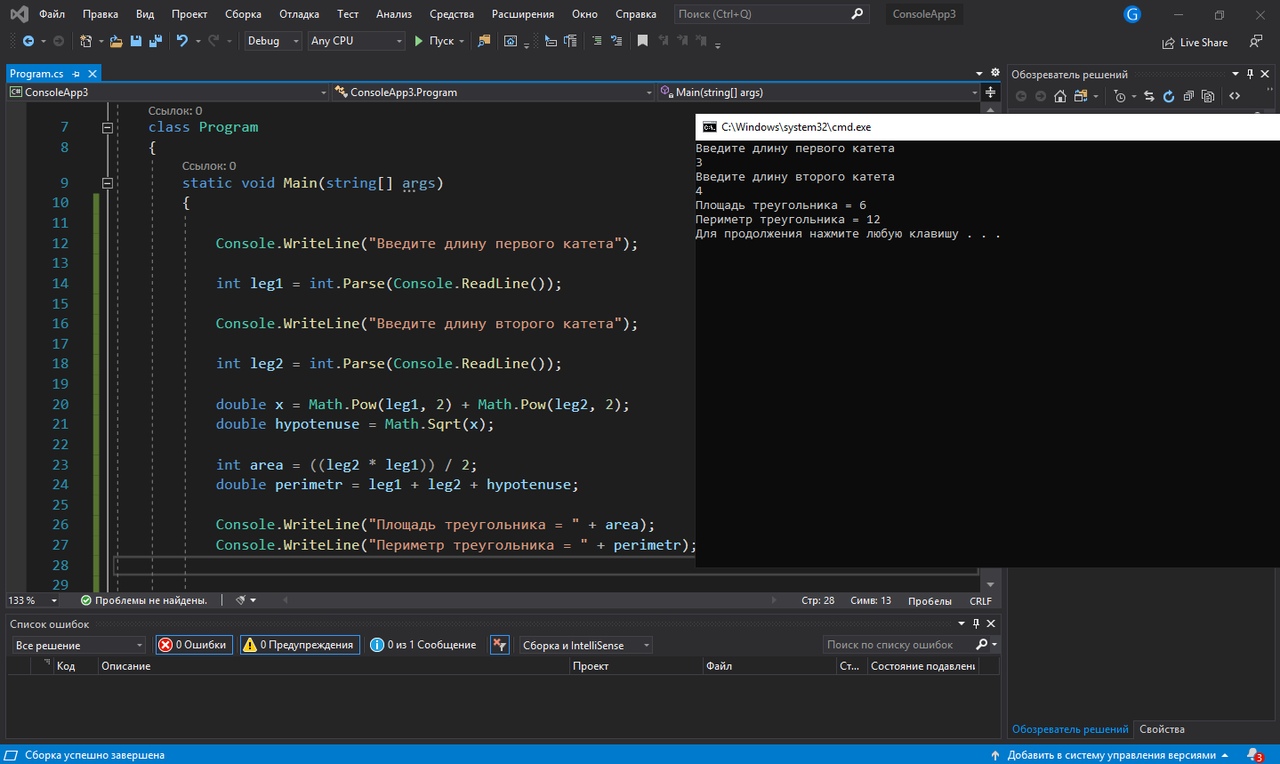 Файл Правка Вид Проект Сборка Отладка Тест Анализ Средства Расширения Окно Справка Поиск (Ctrl+Q) ConsoleApp3 G
Debug Any CPU Пуск Live Share
Program.cs
Обозреватель решений
C# ConsoleApp3 ConsoleApp3.Program Main(string[] args)
Ссылок: 0
7 class Program
8 {
Ссылок: 0
9 static void Main(string[] args)
10 {
11
12 Console.WriteLine("Введите длину первого катета");
13
14 int leg1 = int.Parse(Console.ReadLine());
15
16 Console.WriteLine("Введите длину второго катета");
17
18 int leg2 = int.Parse(Console.ReadLine());
19
20 double x = Math.Pow(leg1, 2) + Math.Pow(leg2, 2);
21 double hypotenuse = Math.Sqrt(x);
22
23 int area = ((leg2 * leg1)) / 2;
24 double perimetr = leg1 + leg2 + hypotenuse;
25
26 Console.WriteLine("Площадь треугольника = " + area);
27 Console.WriteLine("Периметр треугольника = " + perimetr);
28
29
C:\Windows\system32\cmd.exe
Введите длину первого катета
3
Введите длину второго катета
4
Площадь треугольника = 6
Периметр треугольника = 12
Для продолжения нажмите любую клавишу . . .
133 % Проблемы не найдены. Стр: 28 Симв: 13 Пробелы CRLF
Список ошибок
Все решение 0 Ошибки 0 Предупреждения 0 из 1 Сообщение Сборка и IntelliSense Поиск по списку ошибок
Код Описание Проект Файл Ст... Состояние подавлени
Обозреватель решений Свойства
Сборка успешно завершена Добавить в систему управления версиями 3